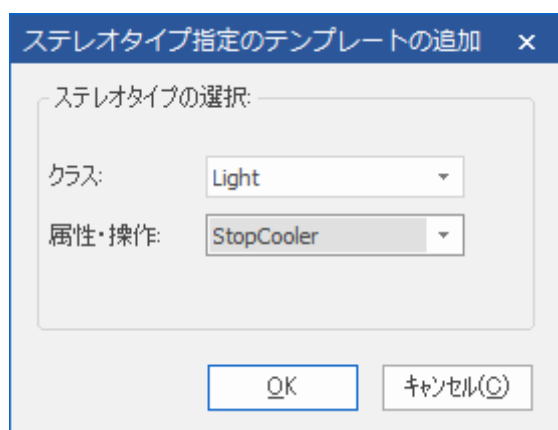 ステレオタイプ指定のテンプレートの追加 ×
ステレオタイプの選択:
クラス: Light
属性・操作: StopCooler
OK キャンセル(C)